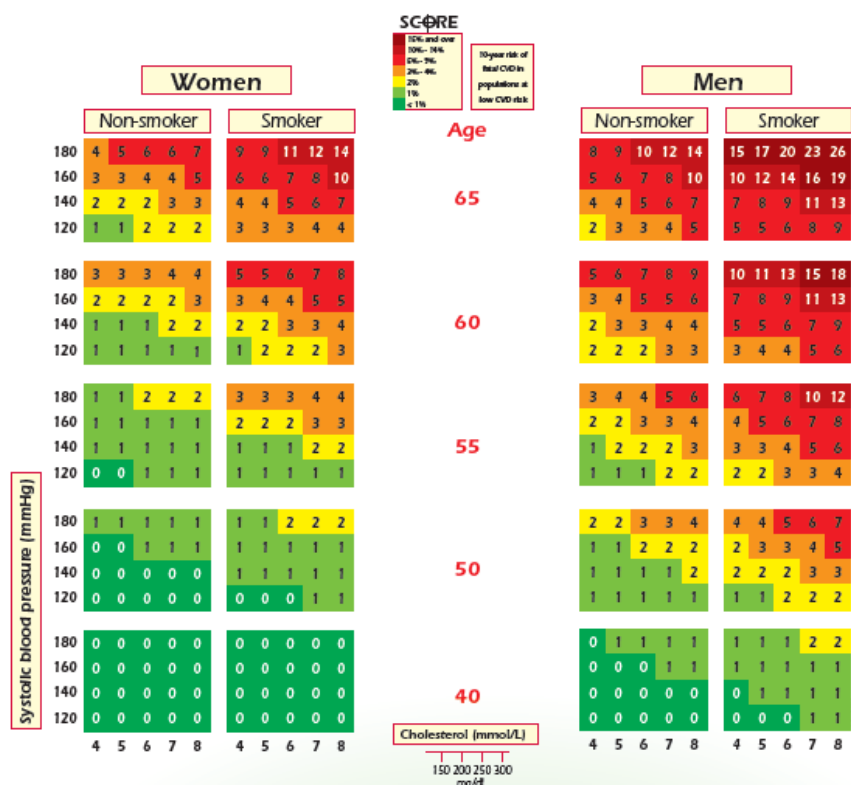 SCORE
15% and over
10% - 14%
5% - 9%
3% - 4%
2%
1%
< 1%
10-year risk of
fatal CVD in
populations at
low CVD risk
Women
Men
Non-smoker Smoker Age Non-smoker Smoker
180 4 5 6 6 7 9 9 11 12 14 8 9 10 12 14 15 17 20 23 26
160 3 3 4 4 5 6 6 7 8 10 5 6 7 8 10 10 12 14 16 19
65
140 2 2 2 3 3 4 4 5 6 7 4 4 5 6 7 7 8 9 11 13
120 1 1 2 2 2 3 3 3 4 4 2 3 3 4 5 5 5 6 8 9
180 3 3 3 4 4 5 5 6 7 8 5 6 7 8 9 10 11 13 15 18
160 2 2 2 2 3 3 4 4 5 5 3 4 5 5 6 7 8 9 11 13
60
140 1 1 1 2 2 2 2 3 3 4 2 3 3 4 4 5 5 6 7 9
120 1 1 1 1 1 1 2 2 2 3 2 2 2 3 3 3 4 4 5 6
180 1 1 2 2 2 3 3 3 4 4 3 4 4 5 6 6 7 8 10 12
160 1 1 1 1 1 2 2 2 3 3 2 2 3 3 4 4 5 6 7 8
55
140 1 1 1 1 1 1 1 1 2 2 1 2 2 2 3 3 3 4 5 6
120 0 0 1 1 1 1 1 1 1 1 1 1 1 2 2 2 2 3 3 4
Systolic blood pressure (mmHg)
180 1 1 1 1 1 1 1 2 2 2 2 2 3 3 4 4 4 5 6 7
160 0 0 1 1 1 1 1 1 1 1 1 1 2 2 2 2 3 3 4 5
50
140 0 0 0 0 0 1 1 1 1 1 1 1 1 1 2 2 2 2 3 3
120 0 0 0 0 0 0 0 0 1 1 1 1 1 1 1 1 1 2 2 2
180 0 0 0 0 0 0 0 0 0 0 0 1 1 1 1 1 1 1 2 2
160 0 0 0 0 0 0 0 0 0 0 0 0 0 1 1 1 1 1 1 1
40
140 0 0 0 0 0 0 0 0 0 0 0 0 0 0 0 0 1 1 1 1
120 0 0 0 0 0 0 0 0 0 0 0 0 0 0 0 0 0 0 1 1
4 5 6 7 8 4 5 6 7 8 4 5 6 7 8 4 5 6 7 8
Cholesterol (mmol/L)
150 200 250 300
mg/dl